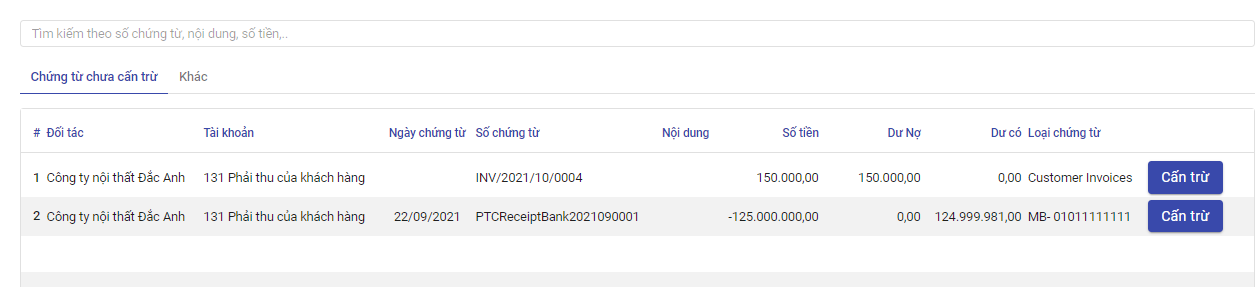 Tìm kiếm theo số chứng từ, nội dung, số tiền,..
Chứng từ chưa cấn trừ Khác
# Đối tác Tài khoản Ngày chứng từ Số chứng từ Nội dung Số tiền Dư Nợ Dư có Loại chứng từ
1 Công ty nội thất Đắc Anh 131 Phải thu của khách hàng INV/2021/10/0004 150.000,00 150.000,00 0,00 Customer Invoices Cấn trừ
2 Công ty nội thất Đắc Anh 131 Phải thu của khách hàng 22/09/2021 PTCReceiptBank2021090001 -125.000.000,00 0,00 124.999.981,00 MB- 01011111111 Cấn trừ